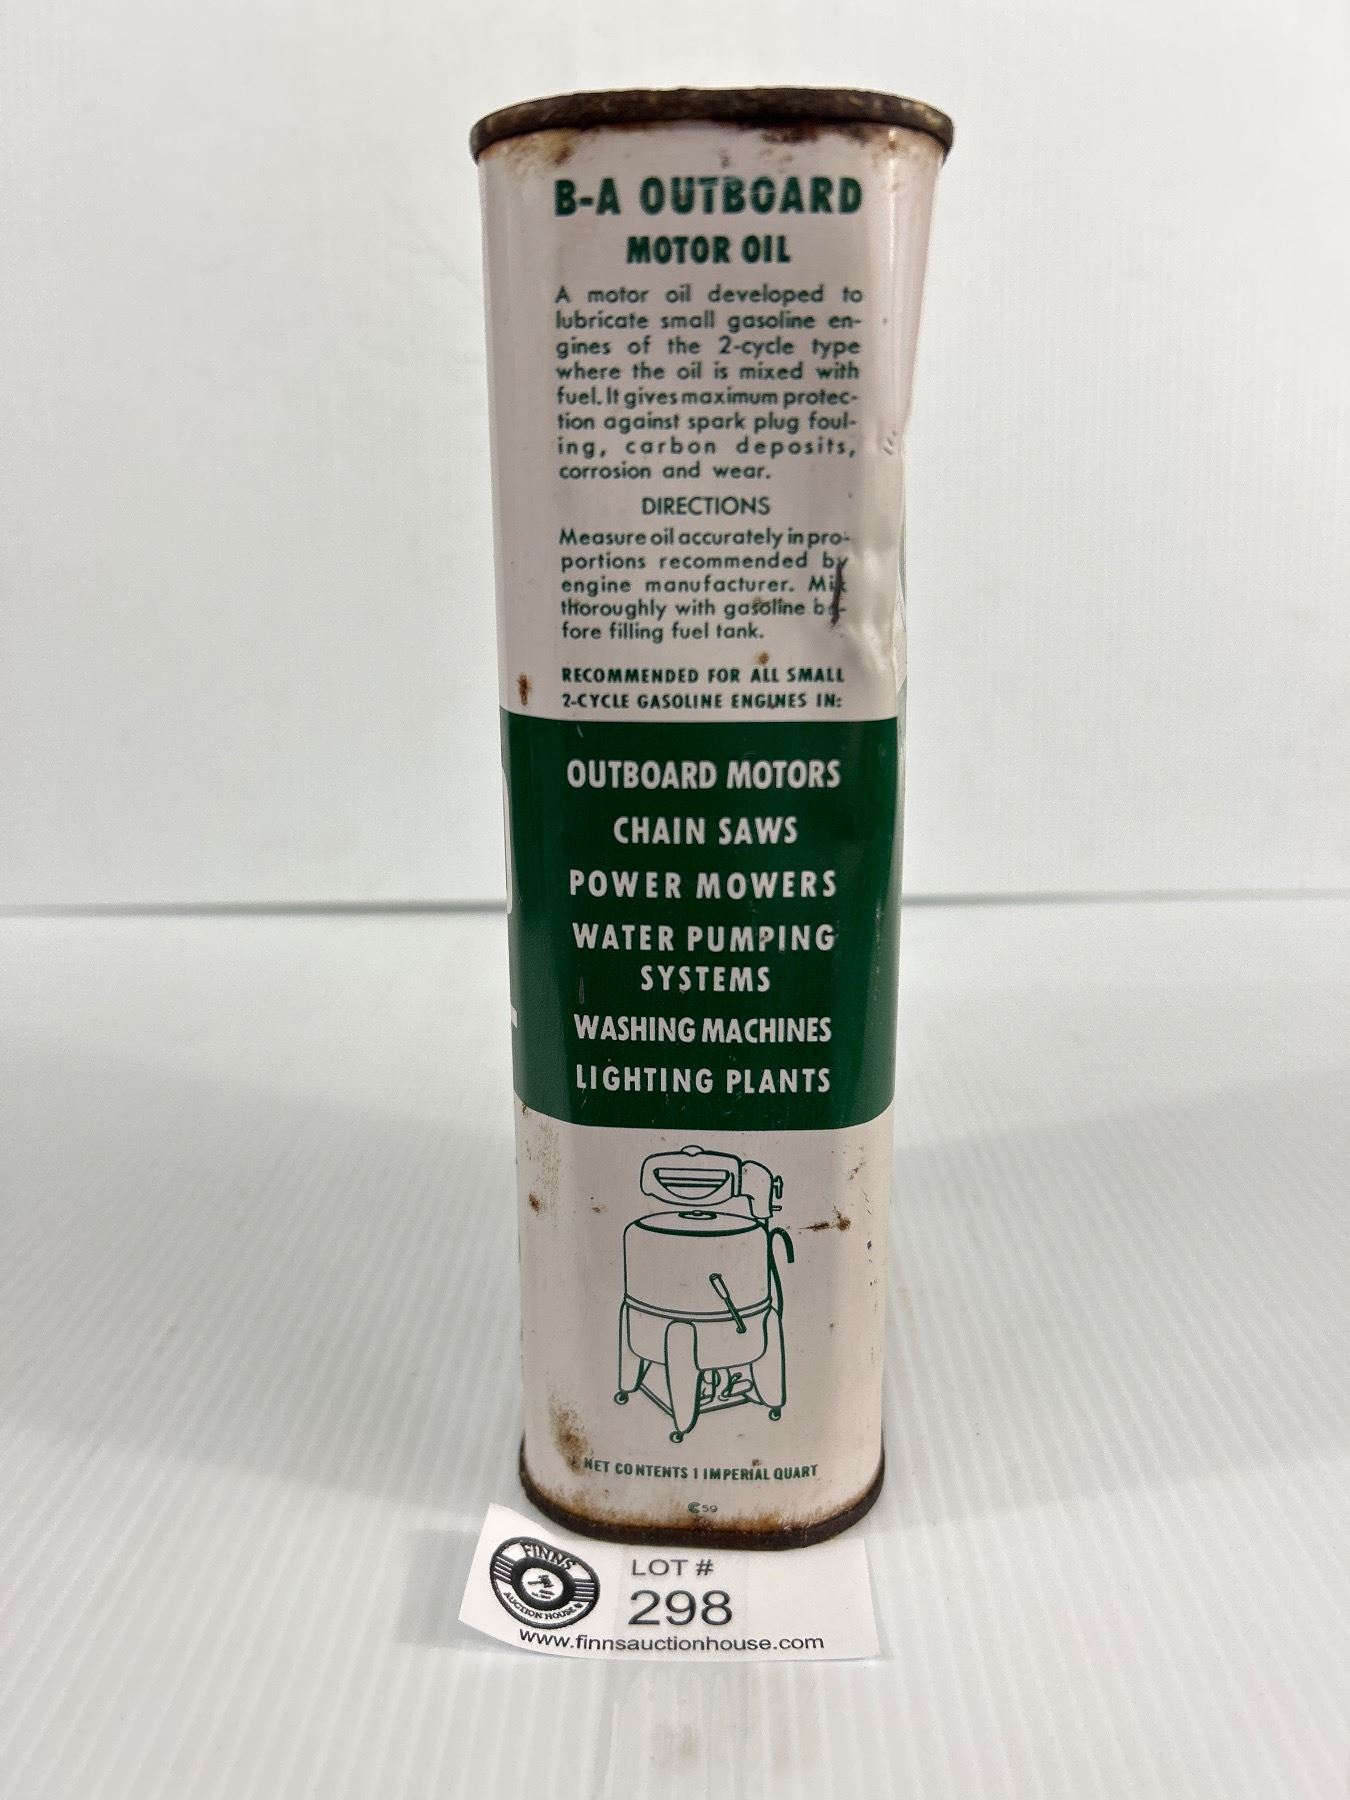 B-A OUTBOARD
MOTOR OIL
A motor oil developed to
lubricate small gasoline en-
gines of the 2-cycle type
where the oil is mixed with
fuel. It gives maximum protec-
tion against spark plug foul-
ing, carbon deposits,
corrosion and wear.
DIRECTIONS
Measure oil accurately in pro-
portions recommended by
engine manufacturer. Mix
thoroughly with gasoline be-
fore filling fuel tank.
RECOMMENDED FOR ALL SMALL
2-CYCLE GASOLINE ENGINES IN:
OUTBOARD MOTORS
CHAIN SAWS
POWER MOWERS
WATER PUMPING
SYSTEMS
WASHING MACHINES
LIGHTING PLANTS
NET CONTENTS 1 IMPERIAL QUART
59
FINNS
AUCTION HOUSE
LOT #
298
www.finnsauctionhouse.com